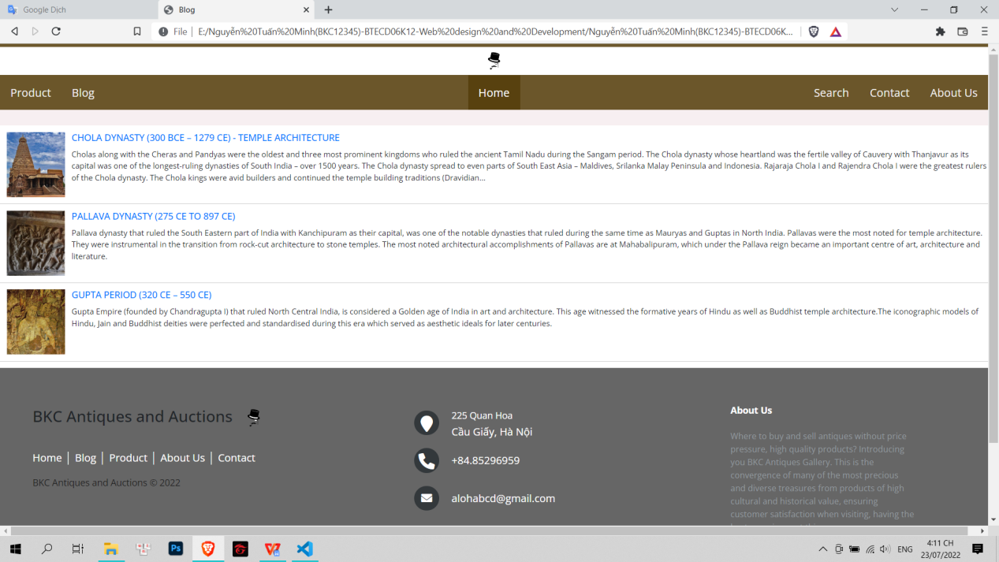 Google Dịch
Blog
File
E:/Nguyễn%20Tuấn%20Minh(BKC12345)-BTECD06K12-Web%20design%20and%20Development/Nguyễn%20Tuấn%20Minh(BKC12345)-BTECD06K...
Product Blog Home Search Contact About Us
CHOLA DYNASTY (300 BCE – 1279 CE) - TEMPLE ARCHITECTURE
Cholas along with the Cheras and Pandyas were the oldest and three most prominent kingdoms who ruled the ancient Tamil Nadu during the Sangam period. The Chola dynasty whose heartland was the fertile valley of Cauvery with Thanjavur as its
capital was one of the longest-ruling dynasties of South India – over 1500 years. The Chola dynasty spread to even parts of South East Asia – Maldives, Srilanka Malay Peninsula and Indonesia. Rajaraja Chola I and Rajendra Chola I were the greatest rulers
of the Chola dynasty. The Chola kings were avid builders and continued the temple building traditions (Dravidian...
PALLAVA DYNASTY (275 CE TO 897 CE)
Pallava dynasty that ruled the South Eastern part of India with Kanchipuram as their capital, was one of the notable dynasties that ruled during the same time as Mauryas and Guptas in North India. Pallavas were the most noted for temple architecture.
They were instrumental in the transition from rock-cut architecture to stone temples. The most noted architectural accomplishments of Pallavas are at Mahabalipuram, which under the Pallava reign became an important centre of art, architecture and
literature.
GUPTA PERIOD (320 CE – 550 CE)
Gupta Empire (founded by Chandragupta I) that ruled North Central India, is considered a Golden age of India in art and architecture. This age witnessed the formative years of Hindu as well as Buddhist temple architecture.The iconographic models of
Hindu, Jain and Buddhist deities were perfected and standardised during this era which served as aesthetic ideals for later centuries.
BKC Antiques and Auctions
Home | Blog | Product | About Us | Contact
BKC Antiques and Auctions © 2022
225 Quan Hoa
Cầu Giấy, Hà Nội
+84.85296959
alohabcd@gmail.com
About Us
Where to buy and sell antiques without price
pressure, high quality products? Introducing
you BKC Antiques Gallery. This is the
convergence of many of the most precious
and diverse treasures from products of high
cultural and historical value, ensuring
customer satisfaction when visiting, having the
Ps
ENG
4:11 CH
23/07/2022